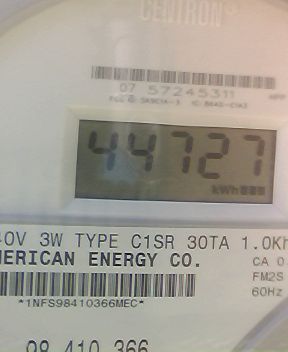 CENTRON®
07 57245311
44727
kWh
40V 3W TYPE C1SR 30TA 1.0Kh
MERICAN ENERGY CO.
CA 0
FM2S
*1NFS98410366MEC*
60Hz
98 410 366